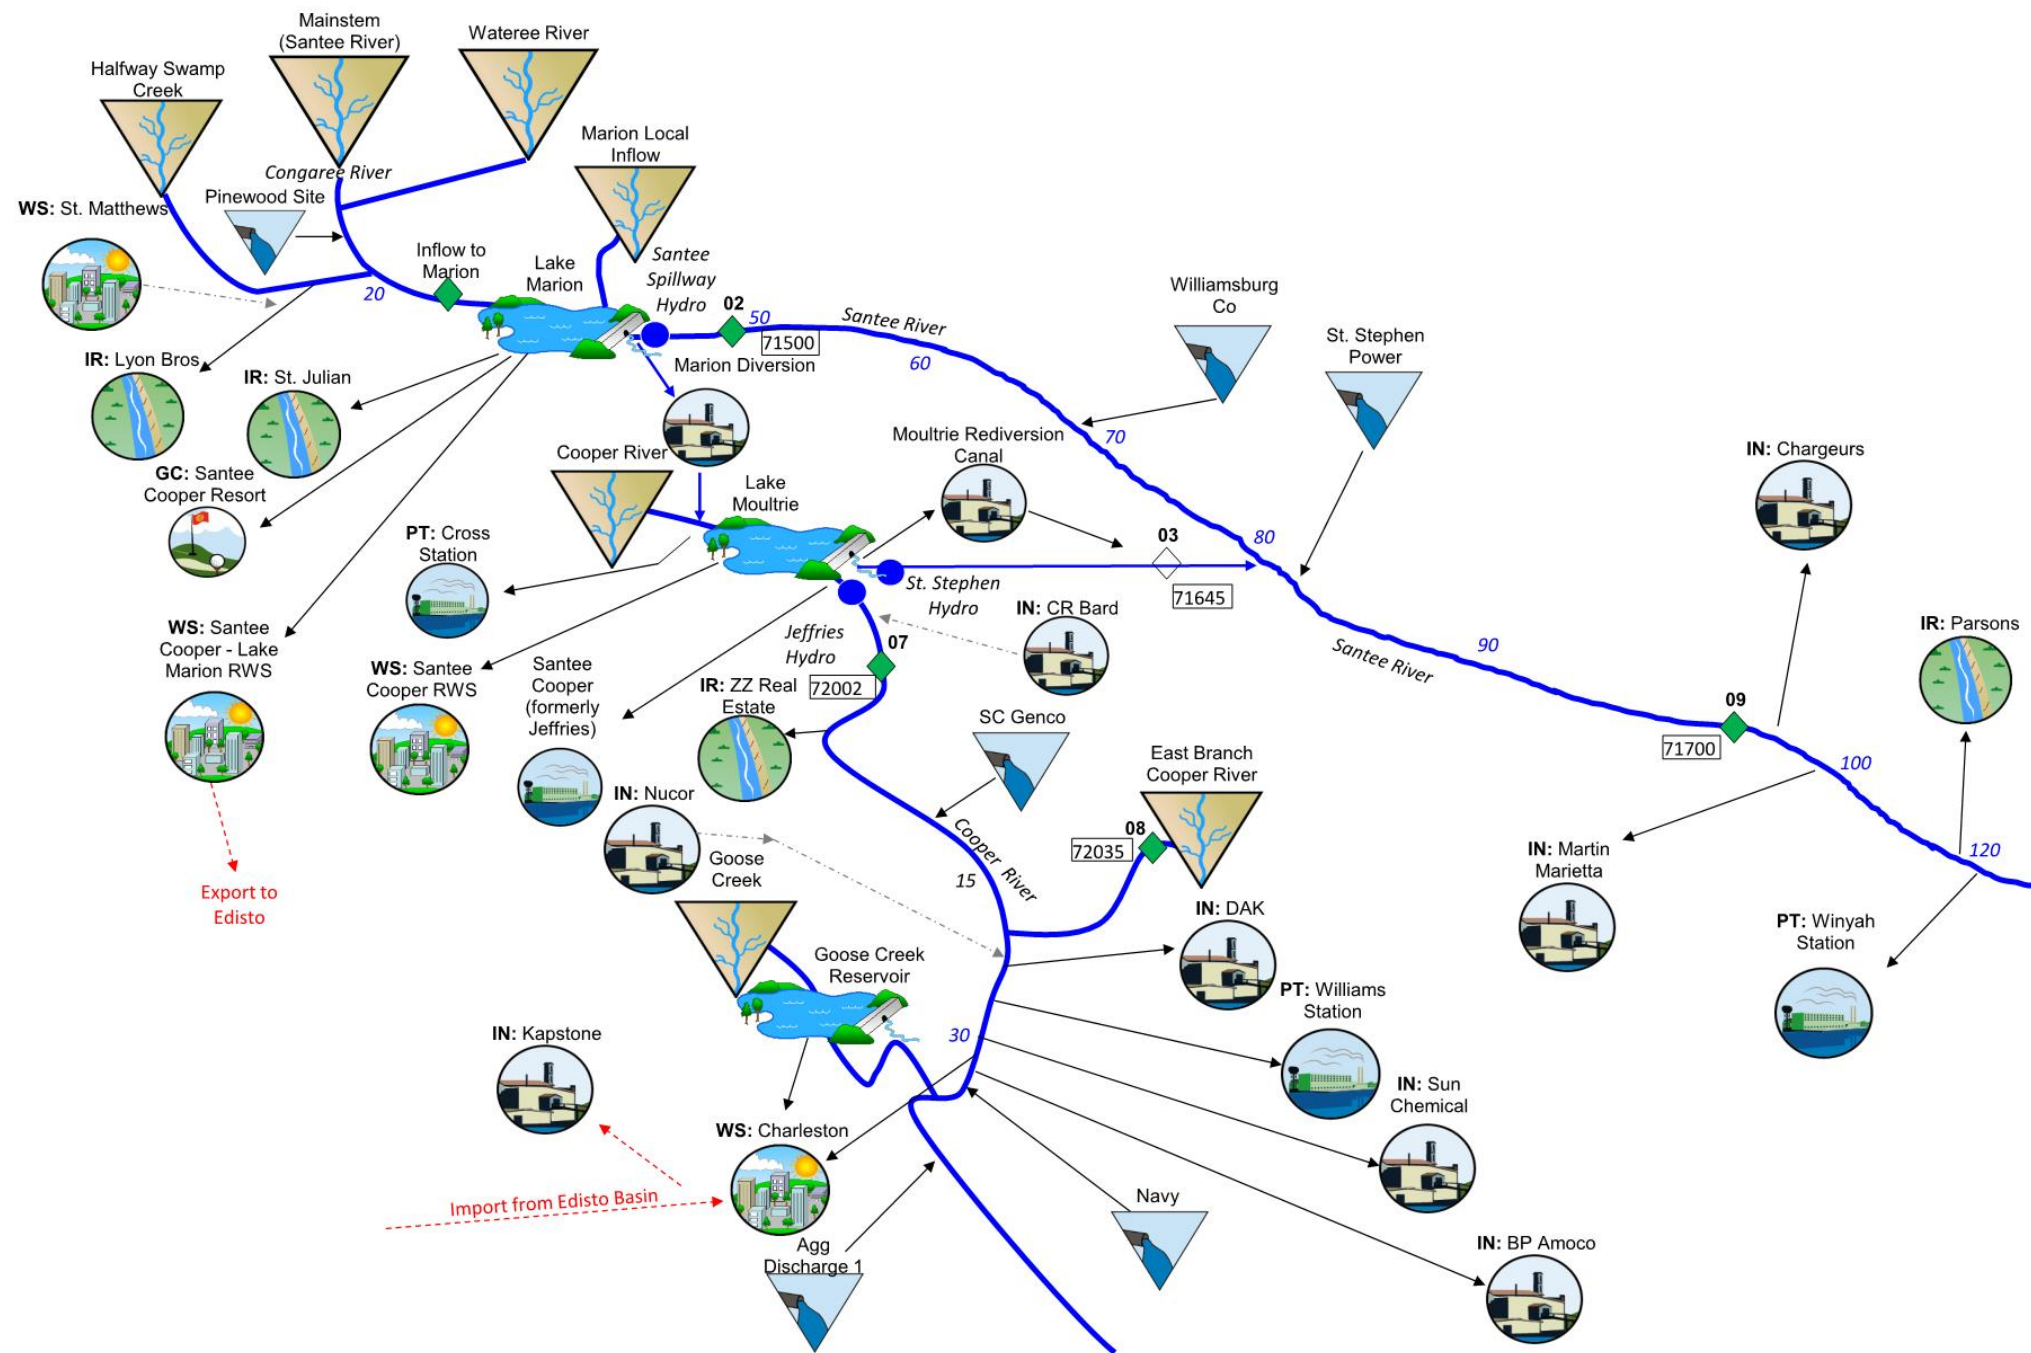 Mainstem
(Santee River)
Wateree River
Halfway Swamp
Creek
Marion Local
Inflow
Congaree River
Pinewood Site
WS: St. Matthews
Inflow to
Marion
Lake
Marion
Santee
Spillway
Hydro
20
02
50
71500
Santee River
60
Marion Diversion
Williamsburg
Co
St. Stephen
Power
IR: Lyon Bros
IR: St. Julian
70
Moultrie Rediversion
Canal
IN: Chargeurs
Cooper River
GC: Santee
Cooper Resort
Lake
Moultrie
PT: Cross
Station
03
80
71645
St. Stephen
Hydro
IN: CR Bard
IR: Parsons
WS: Santee
Cooper - Lake
Marion RWS
WS: Santee
Cooper RWS
Santee
Cooper
(formerly
Jeffries)
Jeffries
Hydro
07
72002
IR: ZZ Real
Estate
90
Santee River
09
71700
SC Genco
East Branch
Cooper River
100
IN: Nucor
Cooper River
08
72035
120
Goose
Creek
15
IN: Martin
Marietta
Export to
Edisto
IN: DAK
PT: Winyah
Station
Goose Creek
Reservoir
PT: Williams
Station
30
IN: Kapstone
IN: Sun
Chemical
WS: Charleston
Import from Edisto Basin
Navy
Agg
Discharge 1
IN: BP Amoco